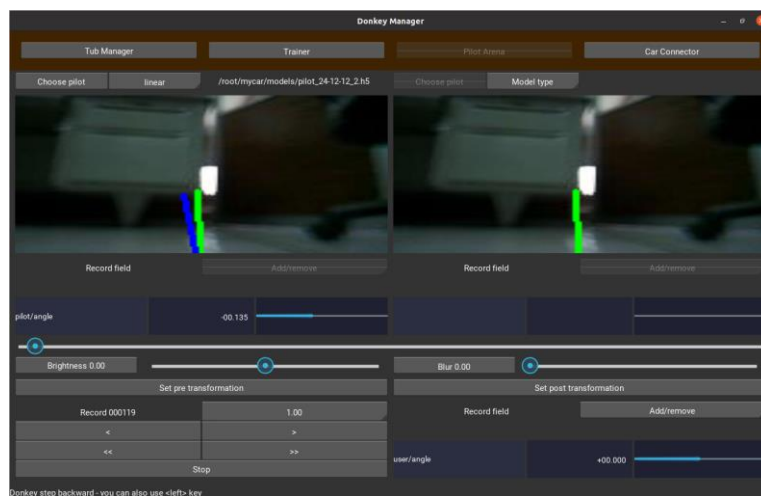 Donkey Manager
Tub Manager Trainer Pilot Arena Car Connector
Choose pilot linear /root/mycar/models/pilot_24-12-12_2.h5 Choose pilot Model type
Record field Add/remove Record field Add/remove
pilot/angle -00.135
Brightness 0.00 Blur 0.00
Set pre transformation Set post transformation
Record 000119 1.00 Record field Add/remove
< >
<< >> user/angle +00.000
Stop
Donkey step backward - you can also use <left> key